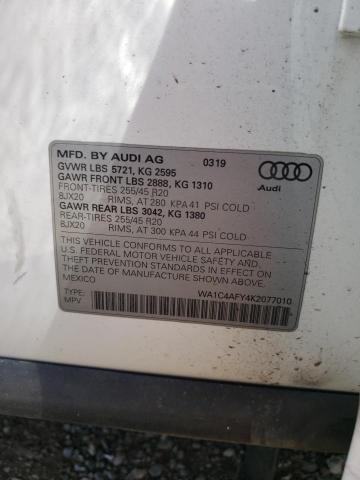 MFD. BY AUDI AG 0319
GVWR LBS 5721, KG 2595
GAWR FRONT LBS 2888, KG 1310
FRONT-TIRES 255/45 R20
8JX20 RIMS, AT 280 KPA 41 PSI COLD
GAWR REAR LBS 3042, KG 1380
REAR-TIRES 255/45 R20
8JX20 RIMS, AT 300 KPA 44 PSI COLD
Audi
THIS VEHICLE CONFORMS TO ALL APPLICABLE
U.S. FEDERAL MOTOR VEHICLE SAFETY, AND
THEFT PREVENTION STANDARDS IN EFFECT ON THE
DATE OF MANUFACTURE SHOWN ABOVE.
MEXICO
WA1C4AFY4K2077010
TYPE:
MPV